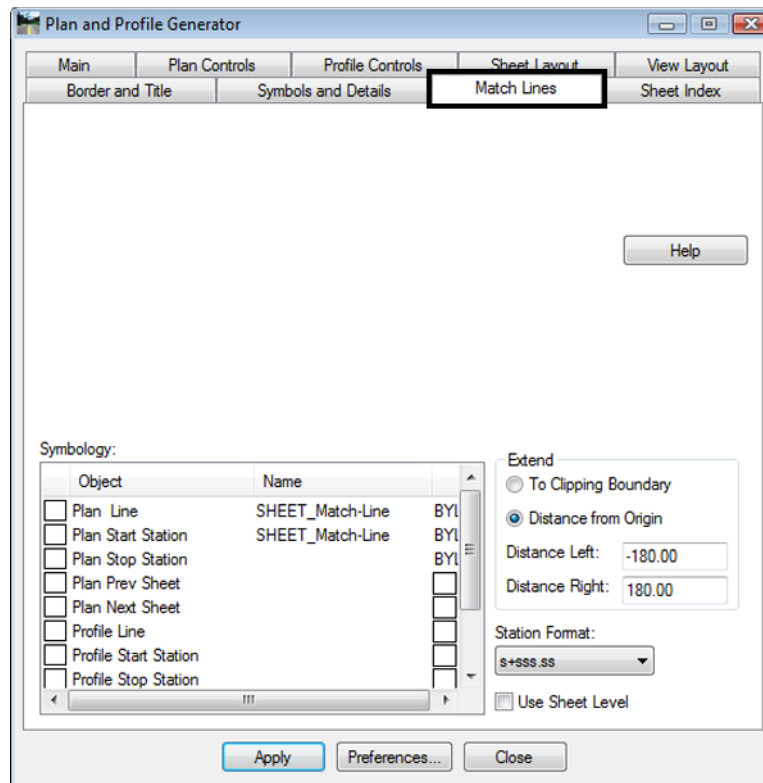 Plan and Profile Generator
Main Plan Controls Profile Controls Sheet Layout View Layout
Border and Title Symbols and Details Match Lines Sheet Index
Help
Symbology:
Object Name
Plan Line SHEET_Match-Line BYL
Plan Start Station SHEET_Match-Line BYL
Plan Stop Station BYL
Plan Prev Sheet
Plan Next Sheet
Profile Line
Profile Start Station
Profile Stop Station
Extend
To Clipping Boundary
Distance from Origin
Distance Left: -180.00
Distance Right: 180.00
Station Format:
s+sss.ss
Use Sheet Level
Apply Preferences... Close